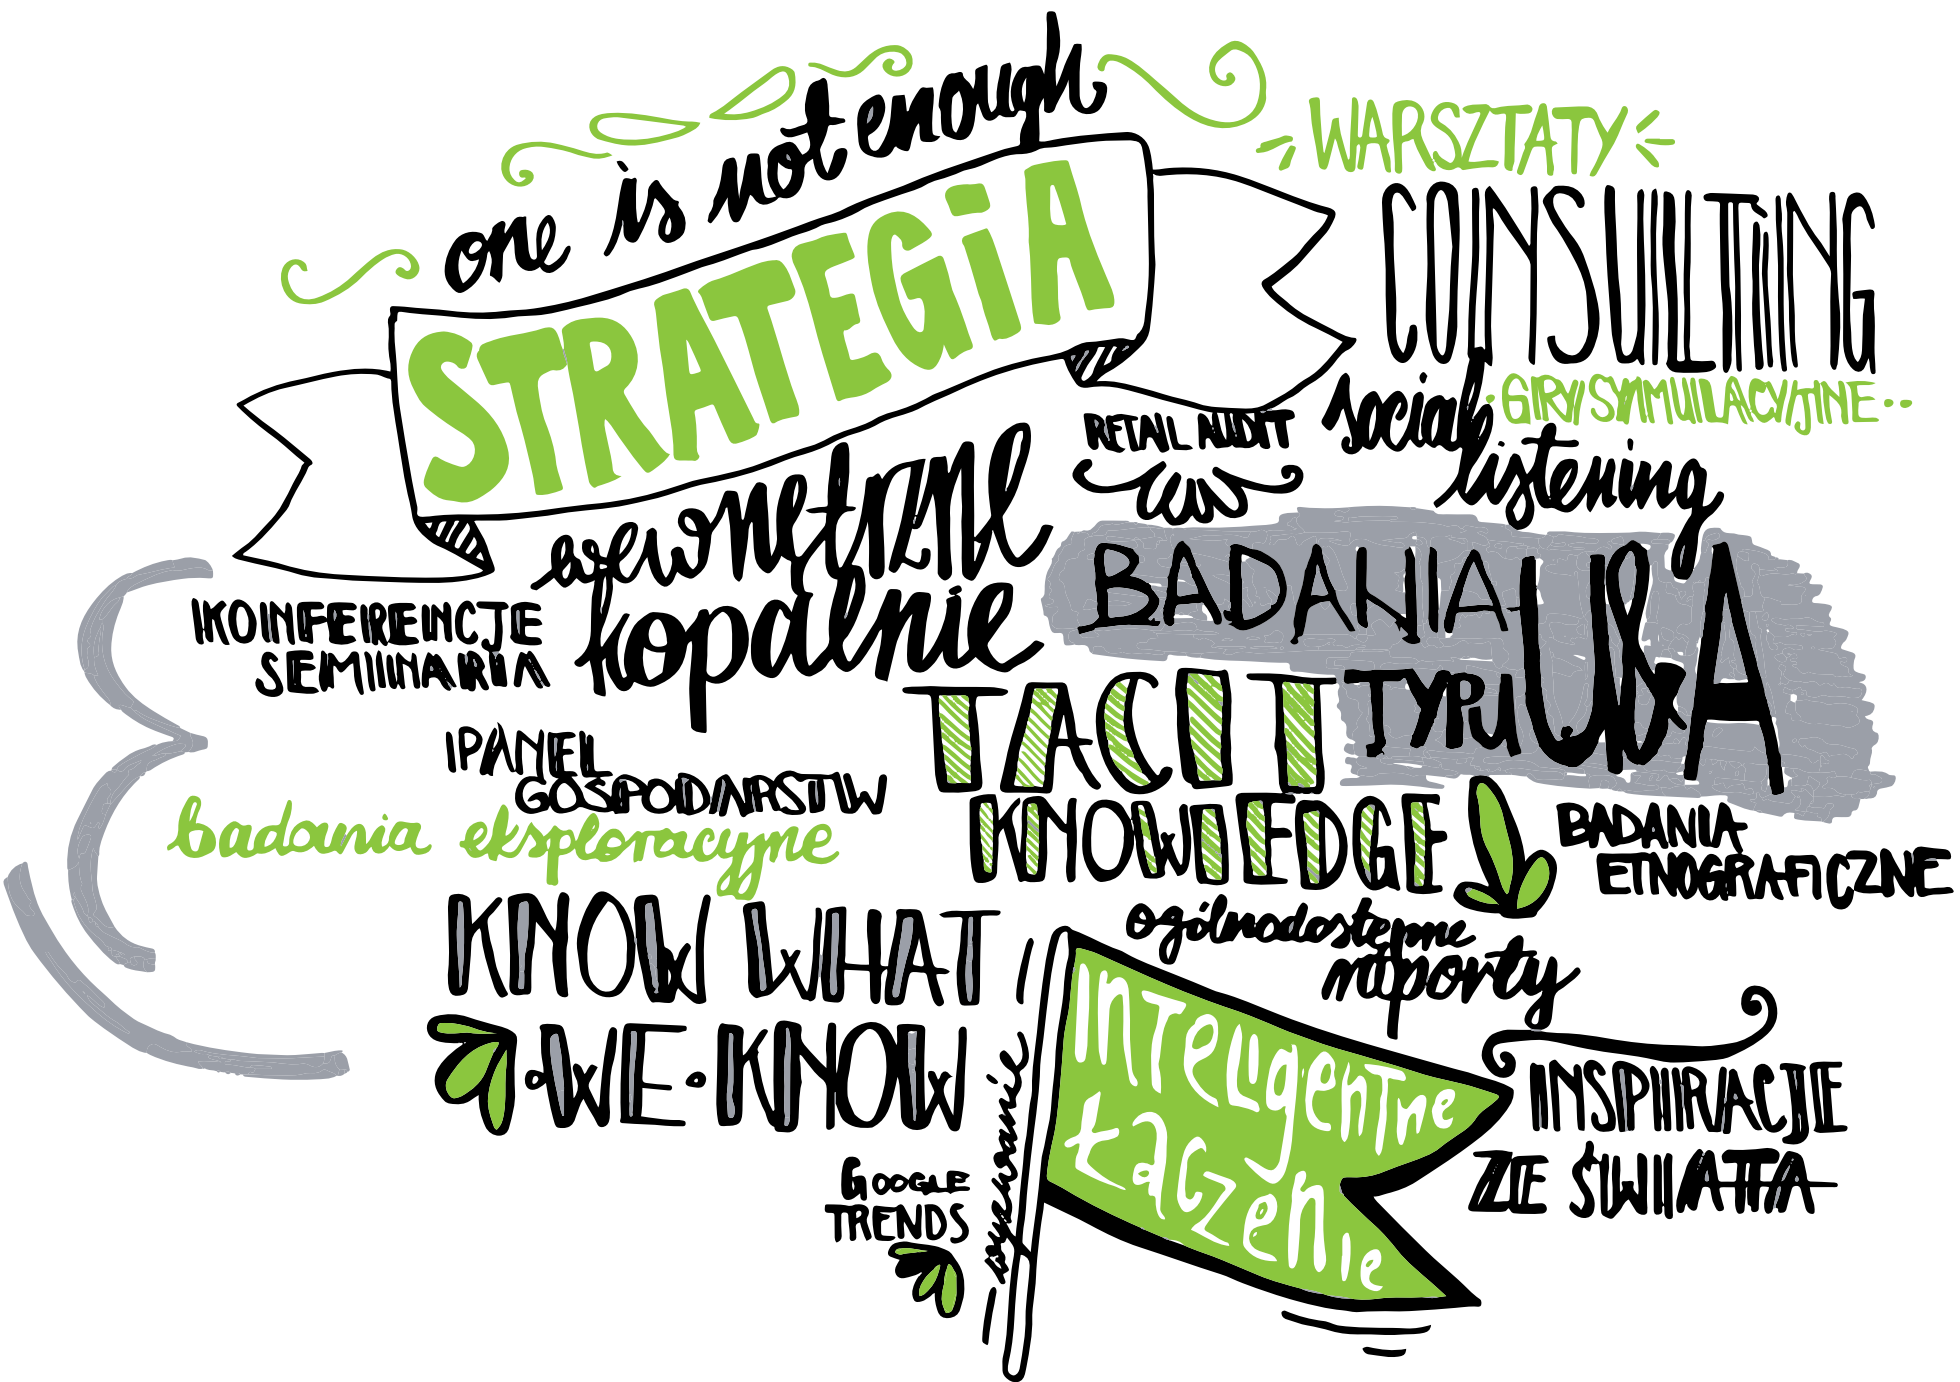 one is not enough
STRATEGIA
WARSZTATY
CONSULTING
GRY SYMULACYJNE
social
listening
RETAIL AUDIT
wewnętrzne
kopalnie
BADANIA
TYPU U&A
KONFERENCJE
SEMINARIA
TACIT
KNOWLEDGE
PANEL
GOSPODARSTW
badania eksploracyjne
BADANIA
ETNOGRAFICZNE
KNOW WHAT
WE KNOW
ogólnodostępne
raporty
INTELIGENTNE
ŁĄCZENIE
wyzwanie
INSPIRACJE
ZE ŚWIATA
GOOGLE
TRENDS